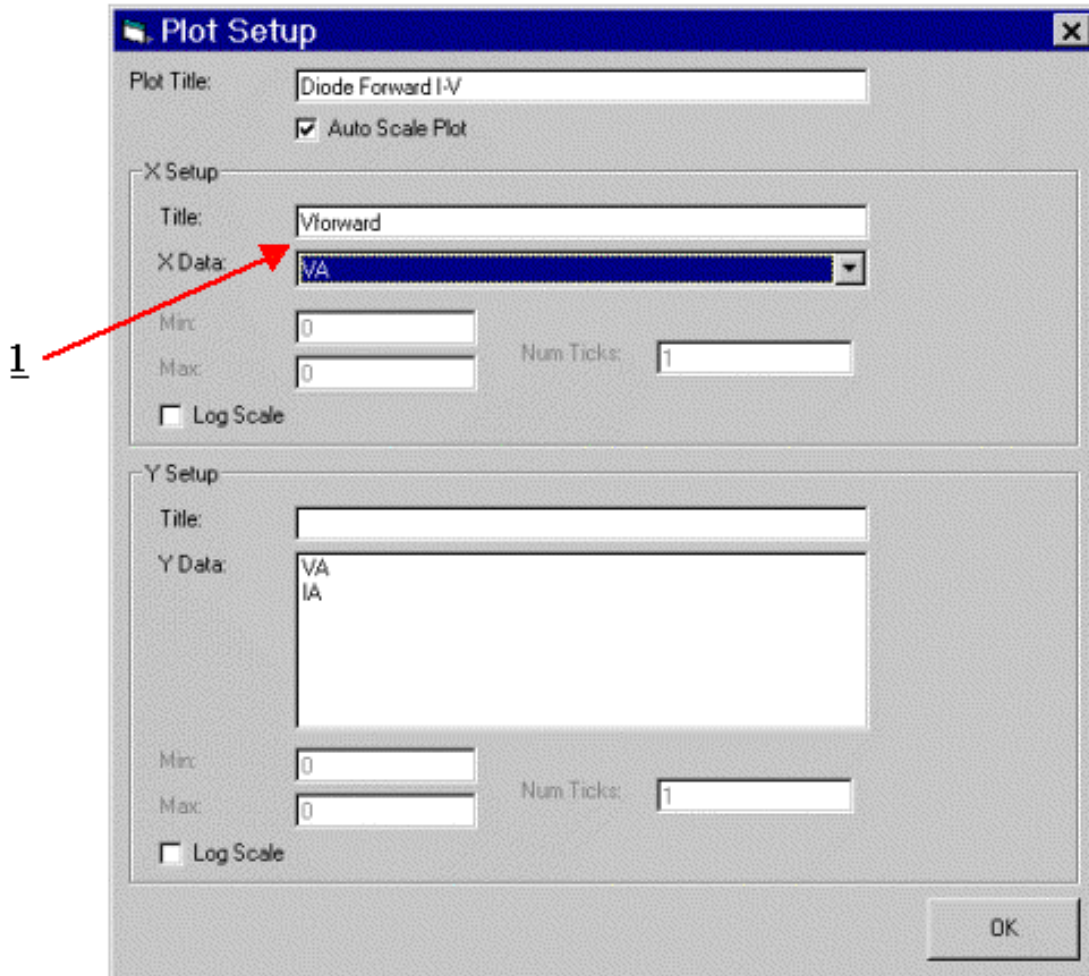 Plot Setup
Plot Title: Diode Forward I-V
Auto Scale Plot
X Setup
Title: Vforward
X Data: VA
1
Min: 0
Num Ticks: 1
Max: 0
Log Scale
Y Setup
Title:
Y Data: VA
IA
Min: 0
Num Ticks: 1
Max: 0
Log Scale
OK